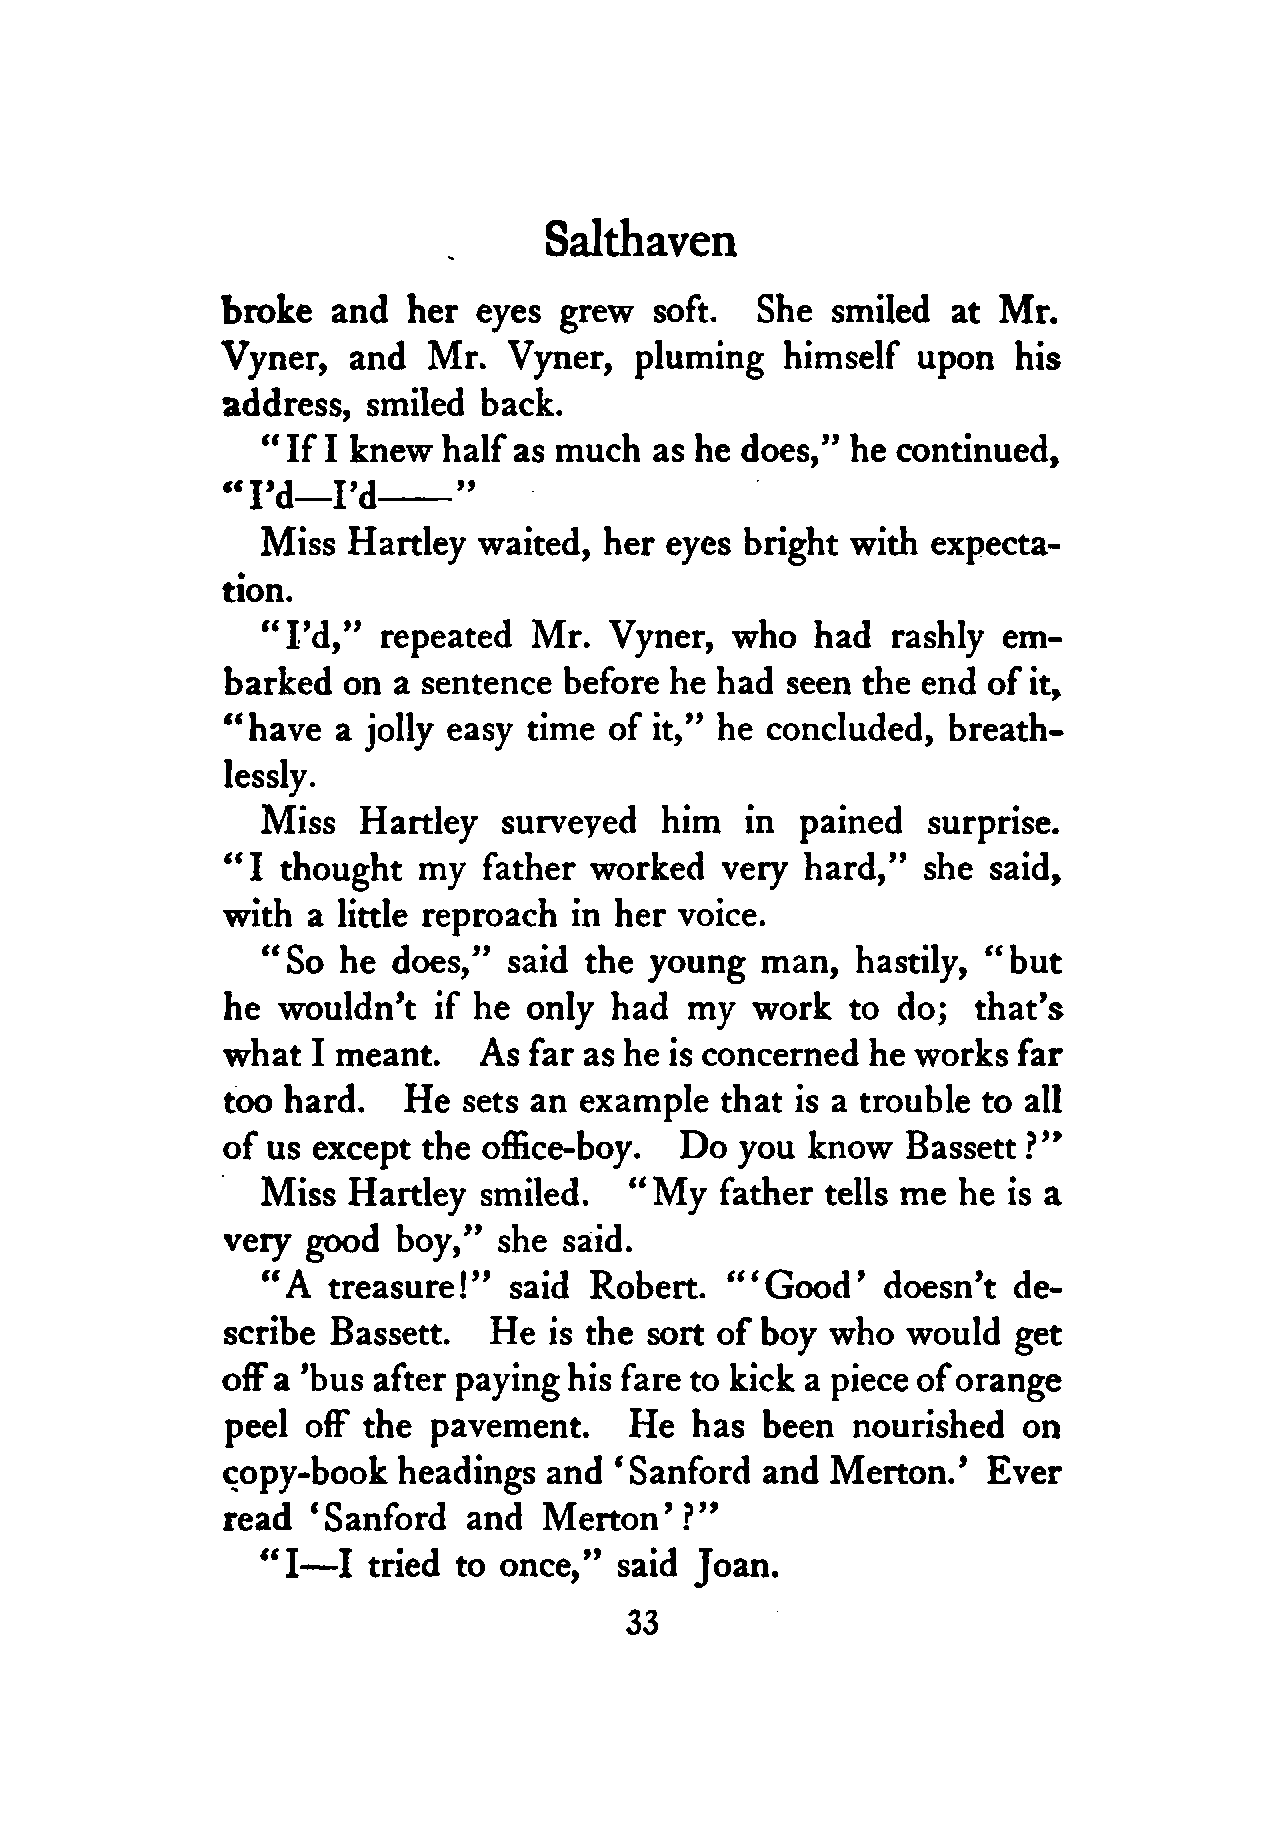 Salthaven
broke and her eyes grew soft. She smiled at Mr.
Vyner, and Mr. Vyner, pluming himself upon his
address, smiled back.
“If I knew half as much as he does,” he continued,
“I’d—I’d——”
Miss Hartley waited, her eyes bright with expecta-
tion.
“I’d,” repeated Mr. Vyner, who had rashly em-
barked on a sentence before he had seen the end of it,
“have a jolly easy time of it,” he concluded, breath-
lessly.
Miss Hartley surveyed him in pained surprise.
“I thought my father worked very hard,” she said,
with a little reproach in her voice.
“So he does,” said the young man, hastily, “but
he wouldn’t if he only had my work to do; that’s
what I meant. As far as he is concerned he works far
too hard. He sets an example that is a trouble to all
of us except the office-boy. Do you know Bassett?”
Miss Hartley smiled. “My father tells me he is a
very good boy,” she said.
“A treasure!” said Robert. “‘Good’ doesn’t de-
scribe Bassett. He is the sort of boy who would get
off a ’bus after paying his fare to kick a piece of orange
peel off the pavement. He has been nourished on
copy-book headings and ‘Sanford and Merton.’ Ever
read ‘Sanford and Merton’?”
“I—I tried to once,” said Joan.
33